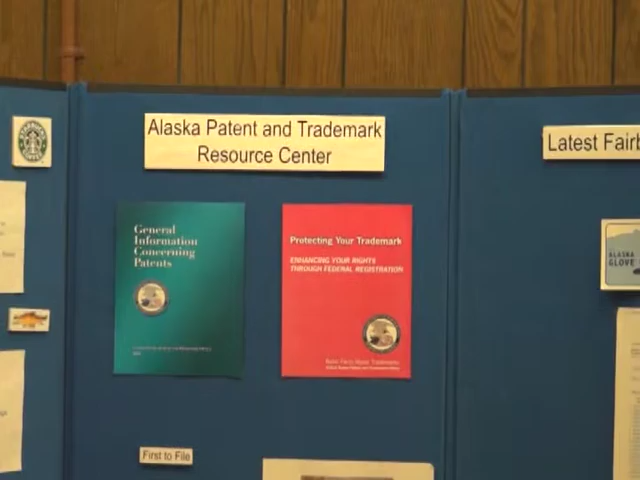 Alaska Patent and Trademark
Resource Center
Latest Fairb
General
Information
Concerning
Patents
Protecting Your Trademark
ENHANCING YOUR RIGHTS
THROUGH FEDERAL REGISTRATION
ALASKA
GLOVE
First to File